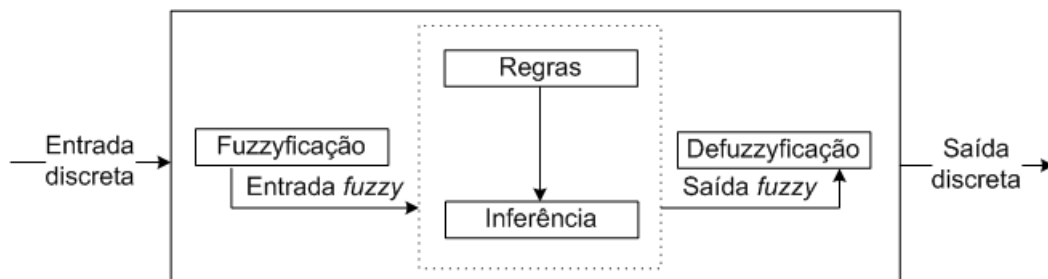 Entrada
discreta
Fuzzyficação
Entrada fuzzy
Regras
Inferência
Defuzzyficação
Saída fuzzy
Saída
discreta